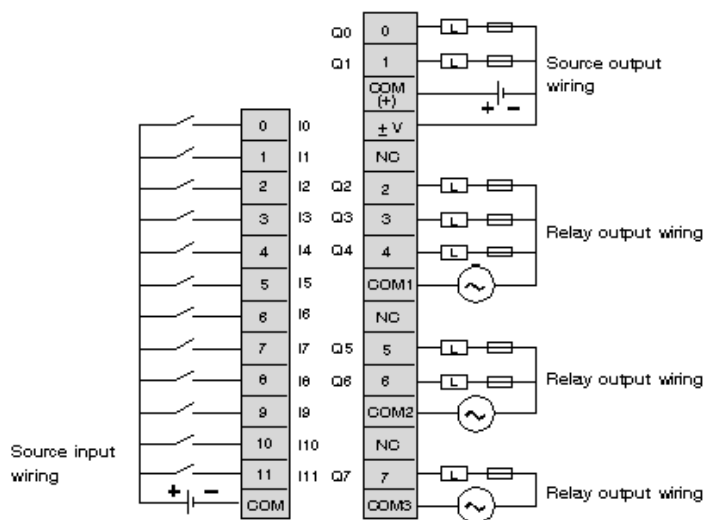 Q0 0 L
Q1 1 L
COM (+) + −
± V
Source output wiring
0 I0 NC
1 I1
2 I2 Q2 2 L
3 I3 Q3 3 L
4 I4 Q4 4 L
Relay output wiring
5 I5 COM1 ~
6 I6 NC
7 I7 Q5 5 L
8 I8 Q6 6 L
Relay output wiring
9 I9 COM2 ~
10 I10 NC
Source input wiring
11 I11 Q7 7 L
+ − COM COM3 ~
Relay output wiring